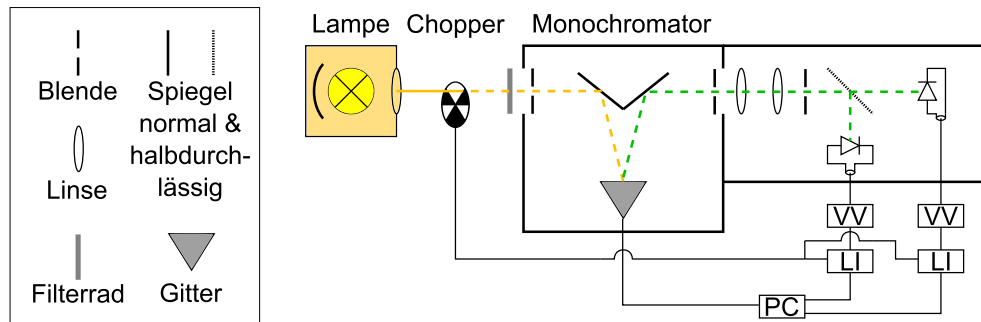 Blende
Spiegel
normal &
halbdurch-
lässig
Linse
Filterrad
Gitter
Lampe
Chopper
Monochromator
VV
VV
LI
LI
PC